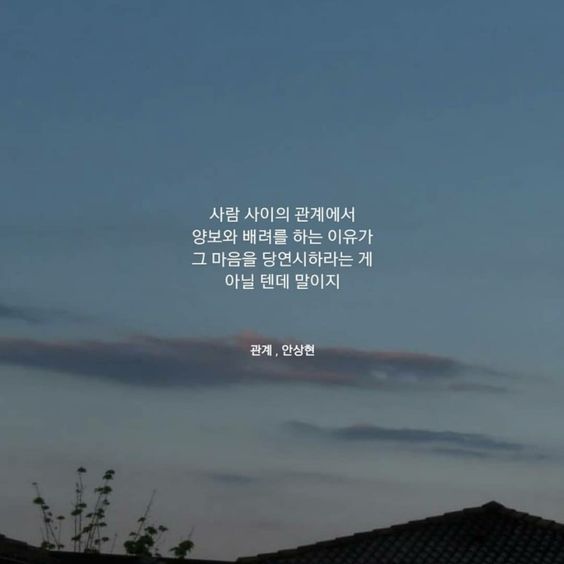 사람 사이의 관계에서
양보와 배려를 하는 이유가
그 마음을 당연시하라는 게
아닐 텐데 말이지
관계 , 안상현